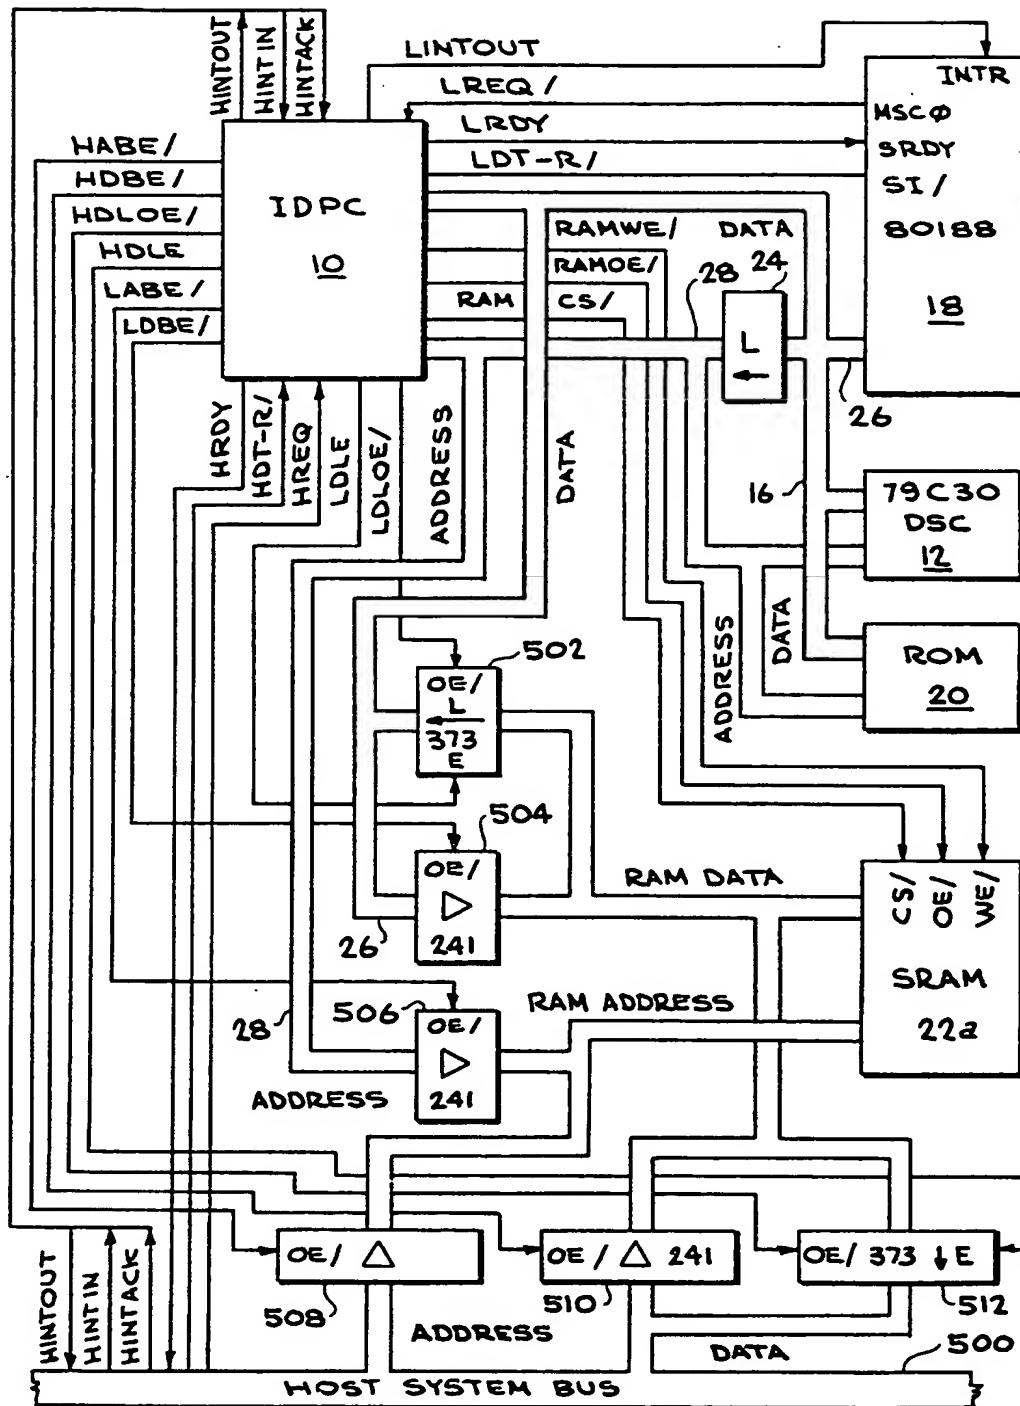 HINTOUT
HINTIN
HINTACK
LINTOUT
LREQ/
LRDY
LDT-R/
INTR
MSCØ
SRDY
SI/
80188
18
HABE/
HDBE/
HDLOE/
HDLE
LABE/
LDBE/
IDPC
10
RAMWE/
DATA
RAMOE/
28
24
RAM CS/
L
26
HRDY
HDT-R/
HREQ
LDLE
LDLOE/
ADDRESS
DATA
16
79C30
DSC
12
ADDRESS
DATA
ROM
20
502
OE/
L
373
E
504
OE/
241
26
RAM DATA
CS/
OE/
WE/
SRAM
22a
506
OE/
241
28
RAM ADDRESS
ADDRESS
OE/
508
OE/ 241
510
OE/ 373 E
512
HINTOUT
HINTIN
HINTACK
ADDRESS
DATA
500
HOST SYSTEM BUS